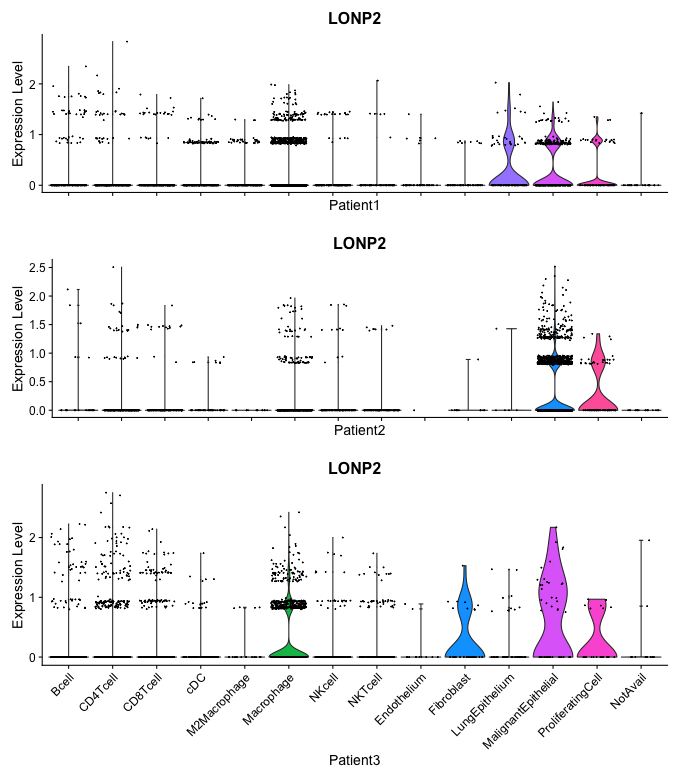 LONP2
Expression Level
2
1
0
Patient1
LONP2
Expression Level
2.5
2.0
1.5
1.0
0.5
0.0
Patient2
LONP2
Expression Level
2
1
0
Bcell
CD4Tcell
CD8Tcell
cDC
M2Macrophage
Macrophage
NKcell
NKTcell
Endothelium
Fibroblast
LungEpithelium
MalignantEpithelial
ProliferatingCell
NotAvail
Patient3